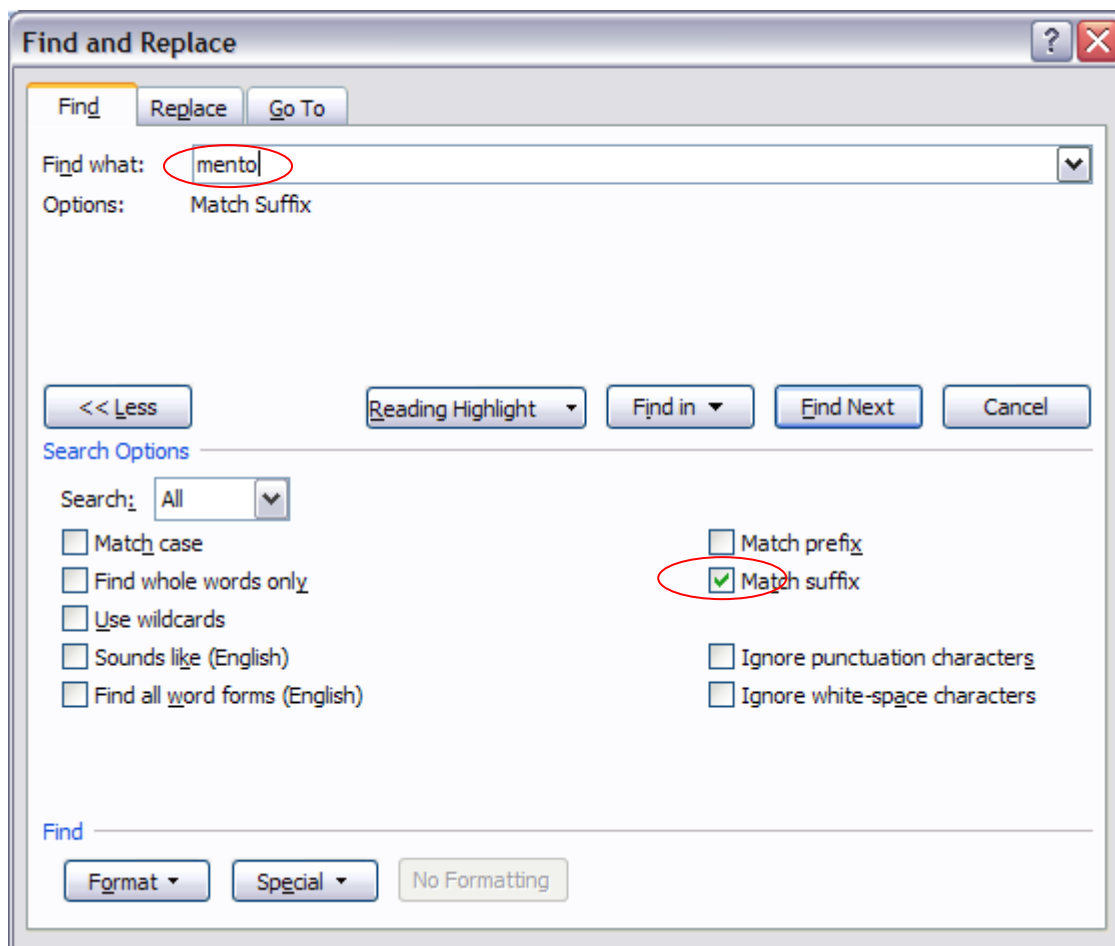 Find and Replace
Find Replace Go To
Find what: mento
Options: Match Suffix
<< Less Reading Highlight Find in Find Next Cancel
Search Options
Search: All
Match case Match prefix
Find whole words only Match suffix
Use wildcards
Sounds like (English) Ignore punctuation characters
Find all word forms (English) Ignore white-space characters
Find
Format Special No Formatting